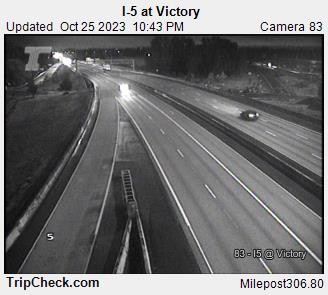 I-5 at Victory
Updated Oct 25 2023 10:43 PM Camera 83
T
S
83 - I5 @ Victory
TripCheck.com Milepost306.80